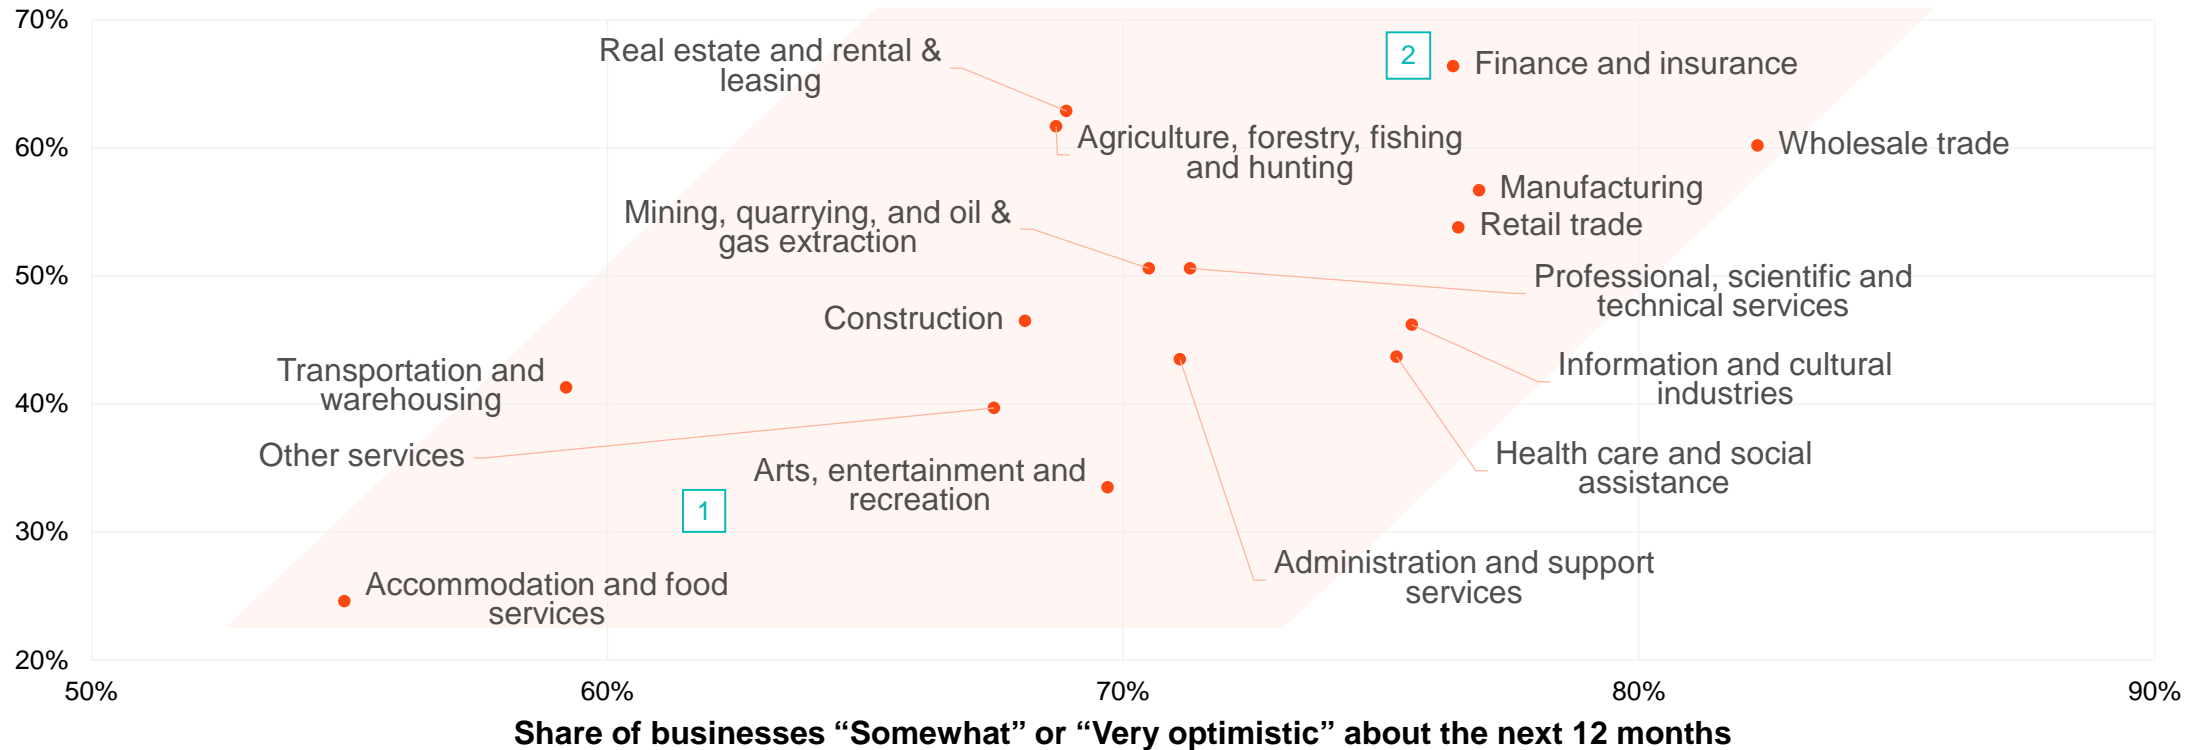 70%
Real estate and rental &
leasing
2
Finance and insurance
60%
Agriculture, forestry, fishing
and hunting
Wholesale trade
Manufacturing
Mining, quarrying, and oil &
gas extraction
Retail trade
50%
Professional, scientific and
technical services
Construction
Transportation and
warehousing
Information and cultural
industries
40%
Other services
Arts, entertainment and
recreation
Health care and social
assistance
1
30%
Accommodation and food
services
Administration and support
services
20%
50%
60%
70%
80%
90%
Share of businesses “Somewhat” or “Very optimistic” about the next 12 months